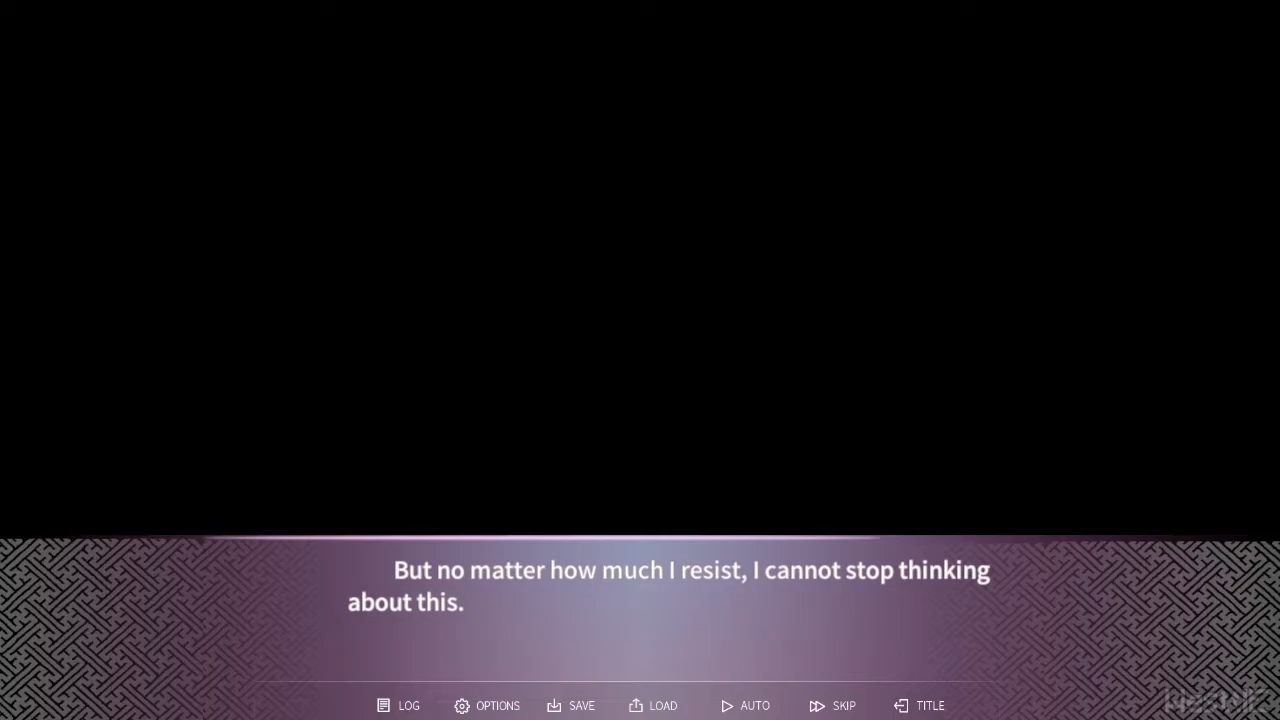 But no matter how much I resist, I cannot stop thinking
about this.
LOG OPTIONS SAVE LOAD AUTO SKIP TITLE